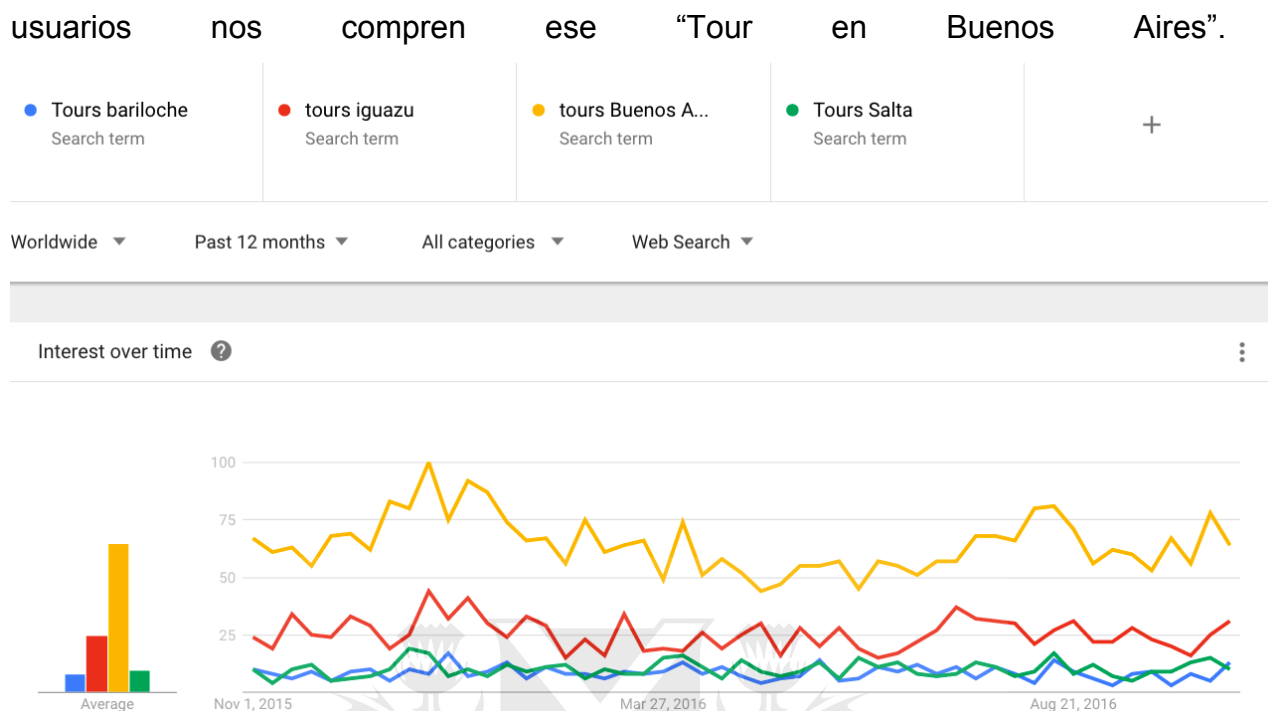 usuarios nos compren ese “Tour en Buenos Aires”.
Tours bariloche
Search term
tours iguazu
Search term
tours Buenos A...
Search term
Tours Salta
Search term
+
Worldwide Past 12 months All categories Web Search
Interest over time ?
100
75
50
25
Average
Nov 1, 2015 Mar 27, 2016 Aug 21, 2016